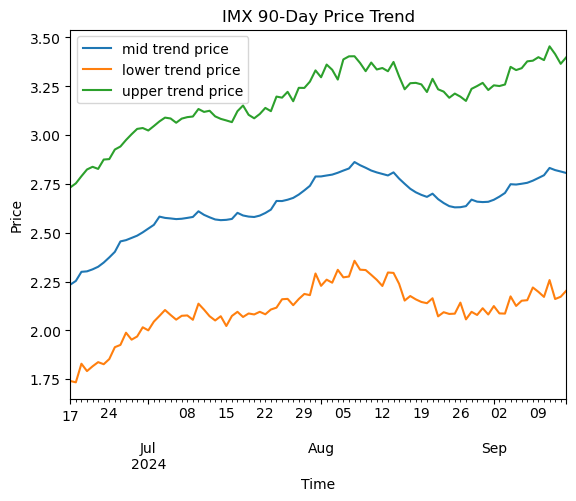 IMX 90-Day Price Trend
mid trend price
lower trend price
upper trend price
Price
3.50
3.25
3.00
2.75
2.50
2.25
2.00
1.75
17 24 08 15 22 29 05 12 19 26 02 09
Jul Aug Sep
2024
Time